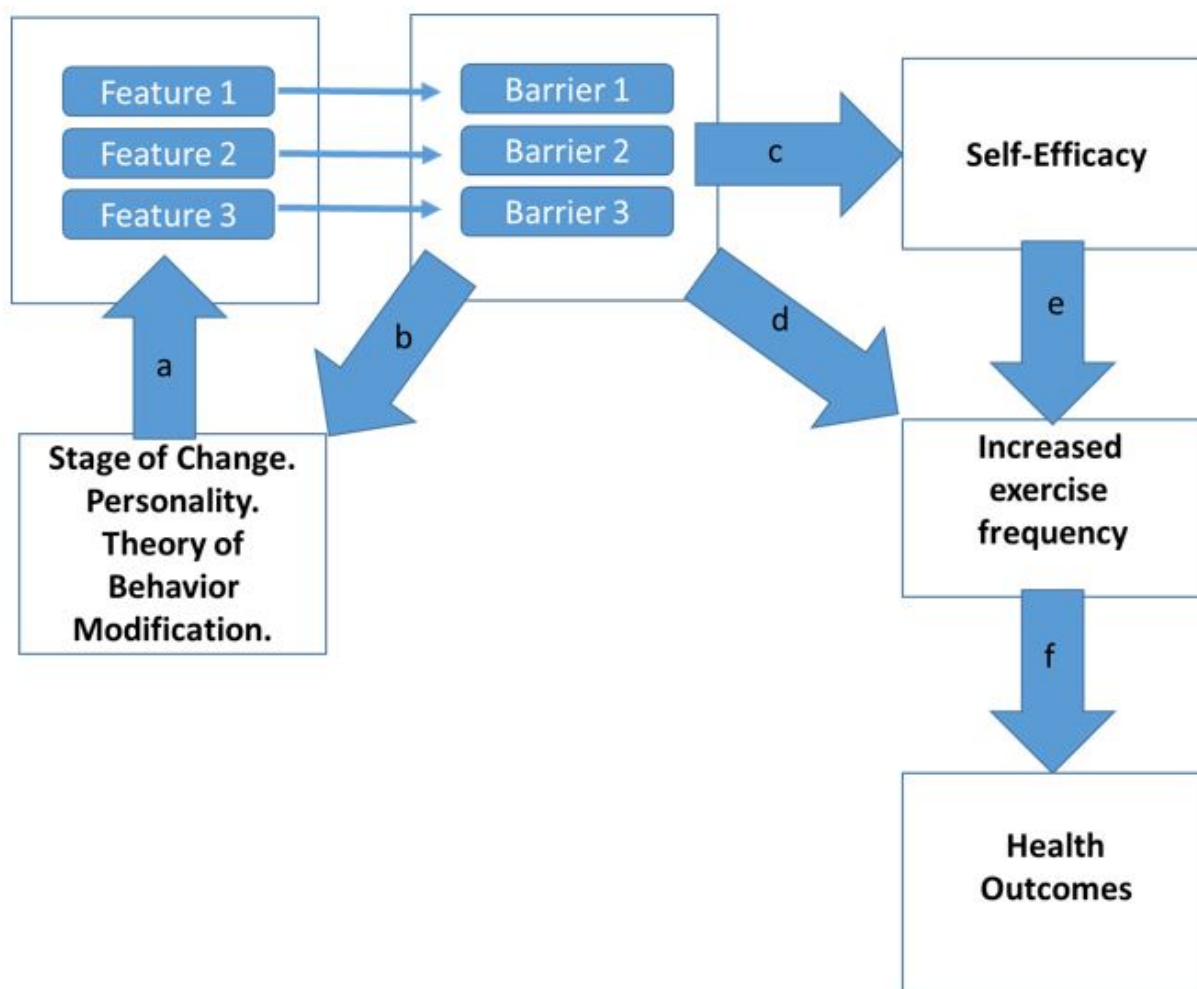 Feature 1
Feature 2
Feature 3
Barrier 1
Barrier 2
Barrier 3
c
Self-Efficacy
a
b
d
e
Stage of Change.
Personality.
Theory of
Behavior
Modification.
Increased
exercise
frequency
f
Health
Outcomes